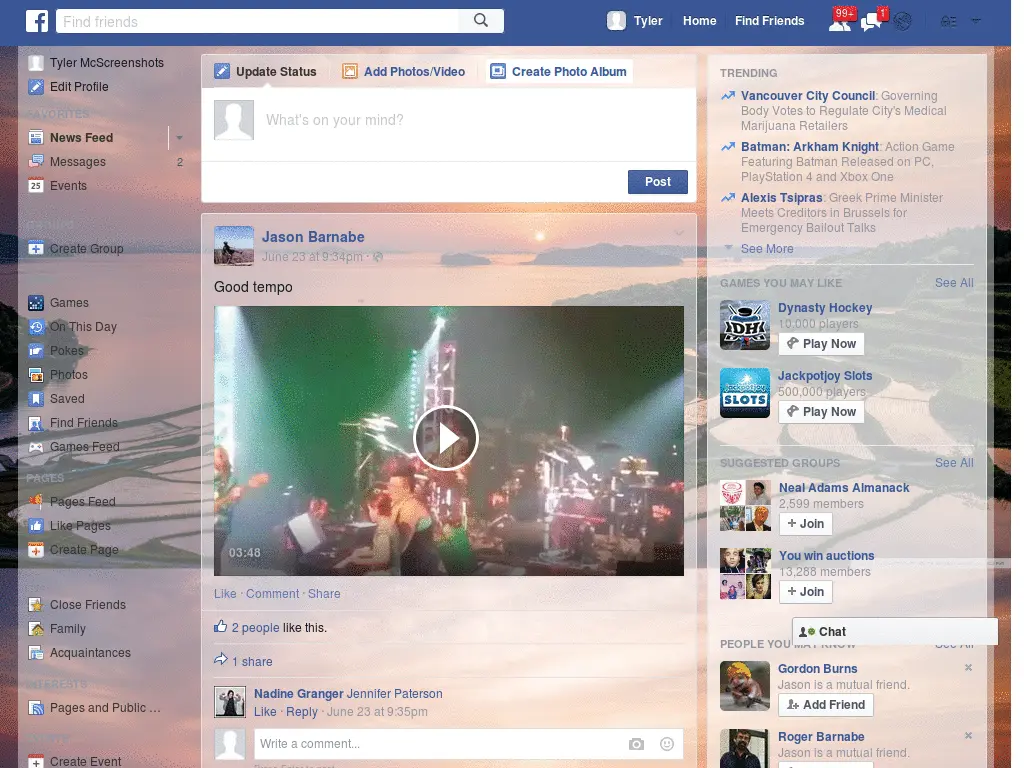 Find friends
Tyler
Home
Find Friends
99+
1
Tyler McScreenshots
Edit Profile
FAVORITES
News Feed
Messages
2
25
Events
Create Group
Games
On This Day
Pokes
Photos
Saved
Find Friends
Games Feed
PAGES
Pages Feed
Like Pages
Create Page
Close Friends
Family
Acquaintances
INTERESTS
Pages and Public ...
EVENTS
Create Event
Update Status
Add Photos/Video
Create Photo Album
What's on your mind?
Post
Jason Barnabe
June 23 at 9:34pm ·
Good tempo
03:48
Like · Comment · Share
2 people like this.
1 share
Nadine Granger Jennifer Paterson
Like · Reply · June 23 at 9:35pm
Write a comment...
TRENDING
Vancouver City Council: Governing
Body Votes to Regulate City's Medical
Marijuana Retailers
Batman: Arkham Knight: Action Game
Featuring Batman Released on PC,
PlayStation 4 and Xbox One
Alexis Tsipras: Greek Prime Minister
Meets Creditors in Brussels for
Emergency Bailout Talks
See More
GAMES YOU MAY LIKE
See All
Dynasty Hockey
10,000 players
Play Now
IDH
Jackpotjoy Slots
500,000 players
Play Now
jackpotjoy
SLOTS
SUGGESTED GROUPS
See All
Neal Adams Almanack
2,599 members
+ Join
You win auctions
13,288 members
+ Join
Chat
PEOPLE YOU MAY KNOW
See All
Gordon Burns
Jason is a mutual friend.
Add Friend
Roger Barnabe
Jason is a mutual friend.